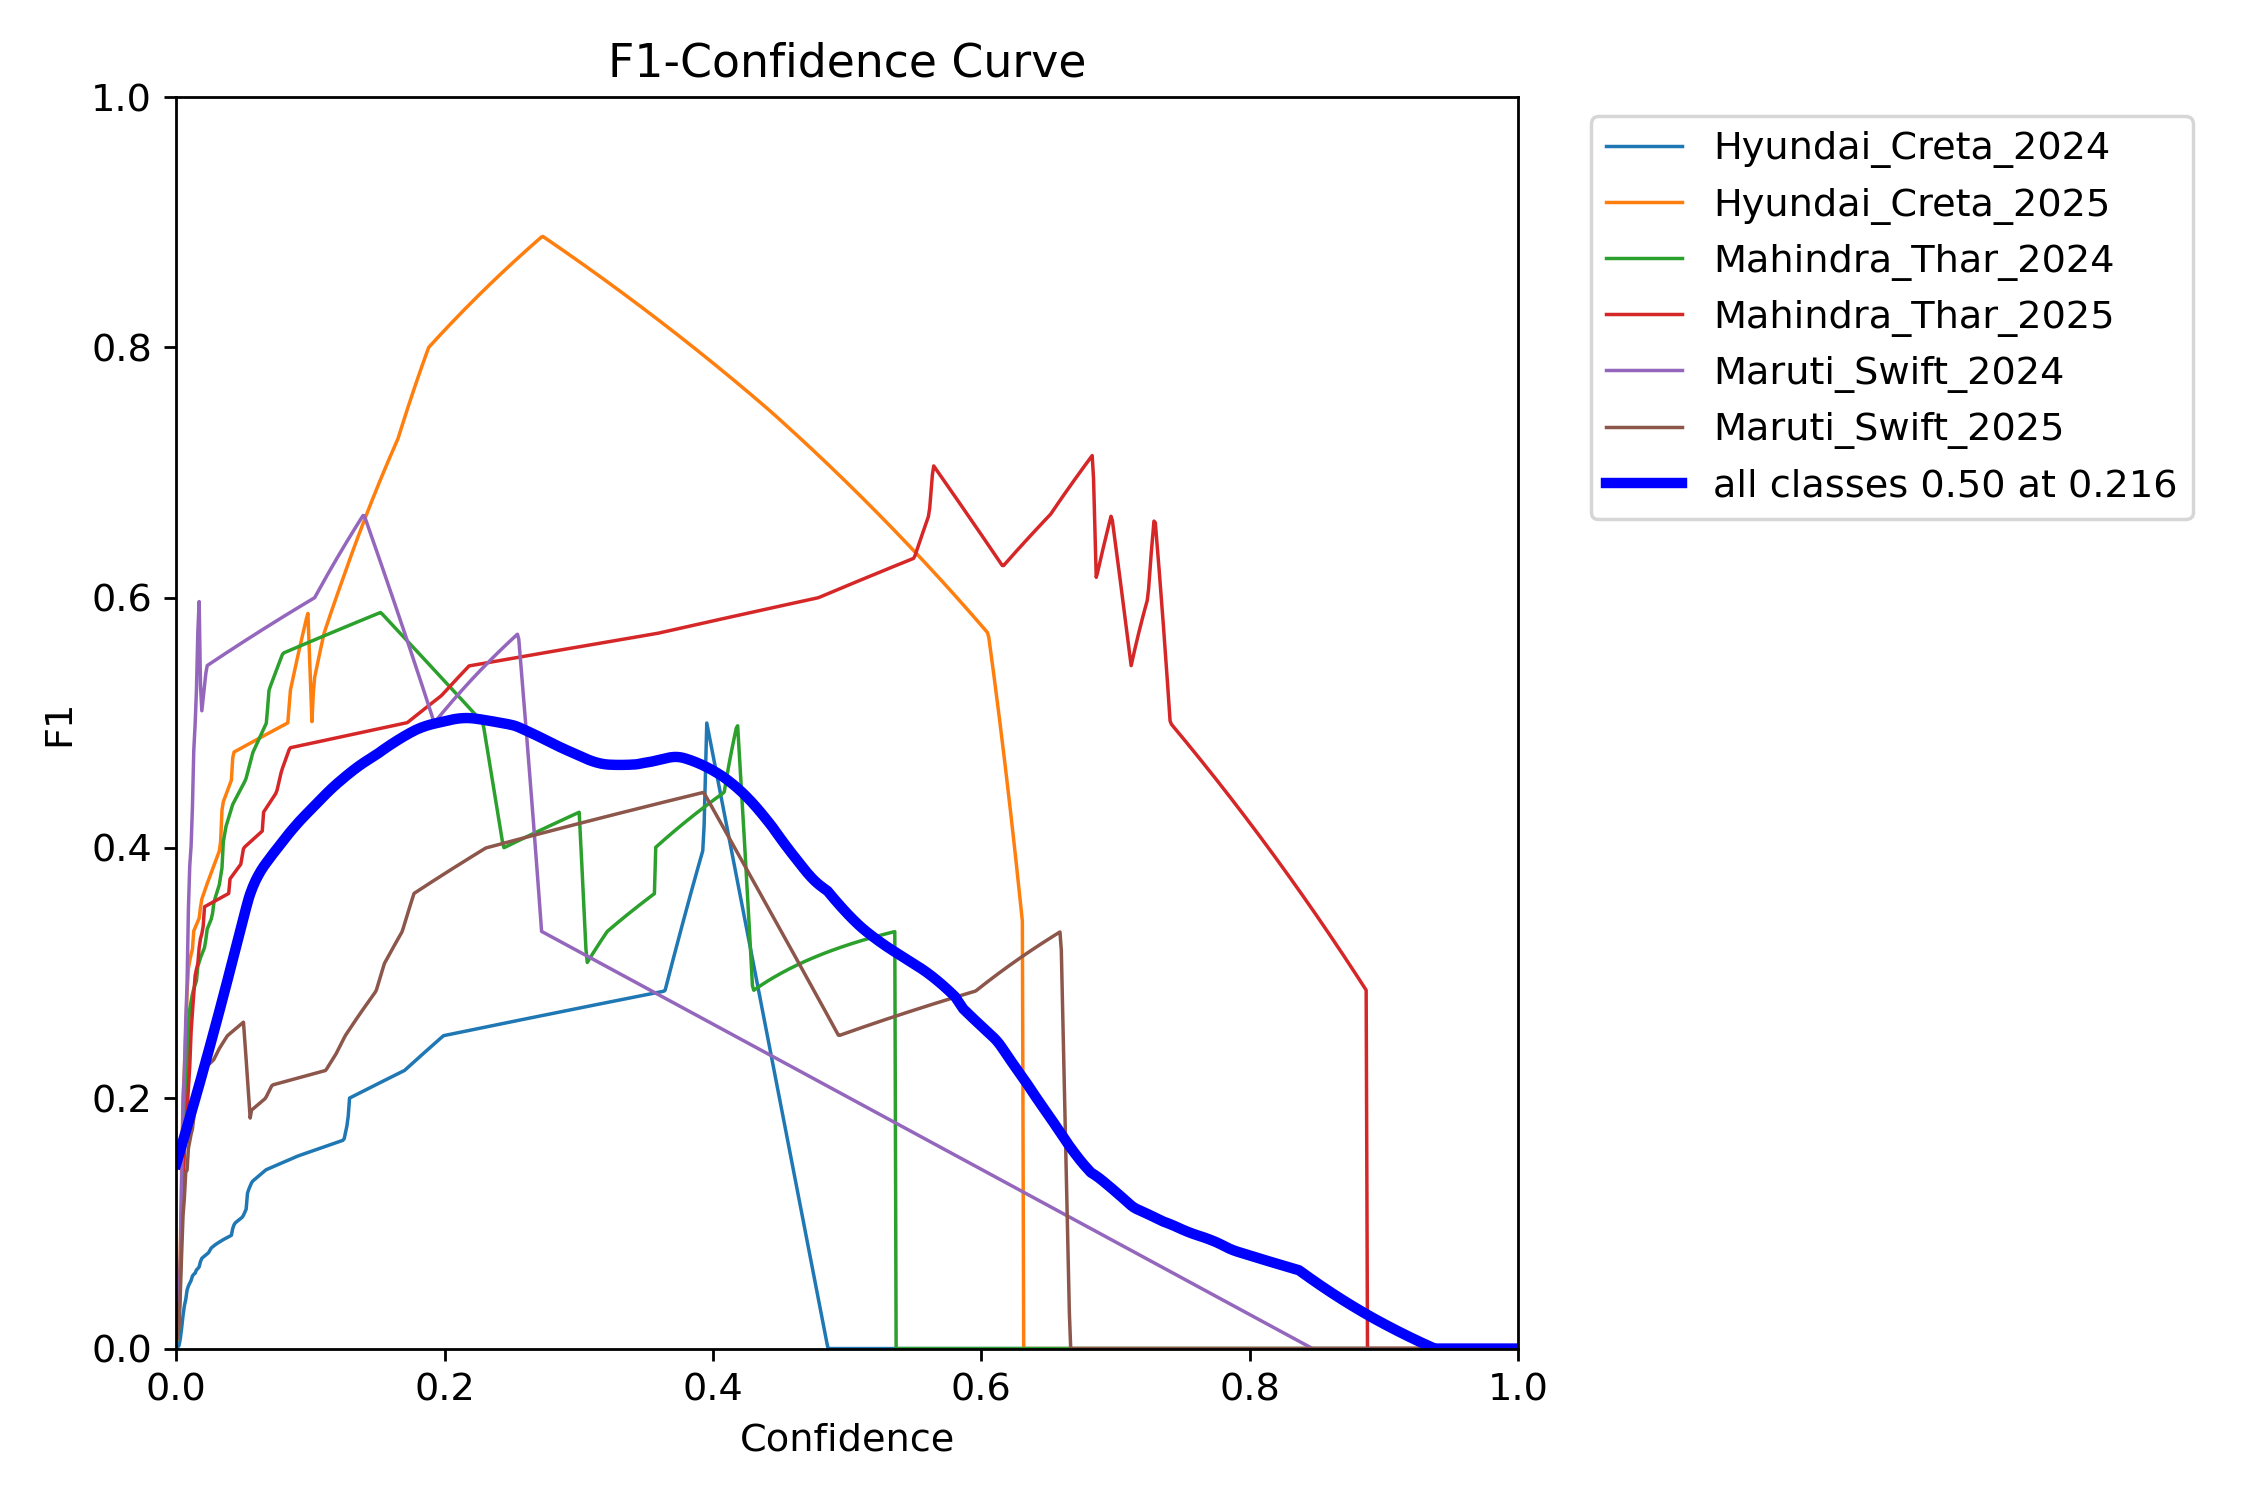 F1-Confidence Curve
1.0
0.8
0.6
0.4
0.2
0.0
F1
0.0 0.2 0.4 0.6 0.8 1.0
Confidence
Hyundai_Creta_2024
Hyundai_Creta_2025
Mahindra_Thar_2024
Mahindra_Thar_2025
Maruti_Swift_2024
Maruti_Swift_2025
all classes 0.50 at 0.216